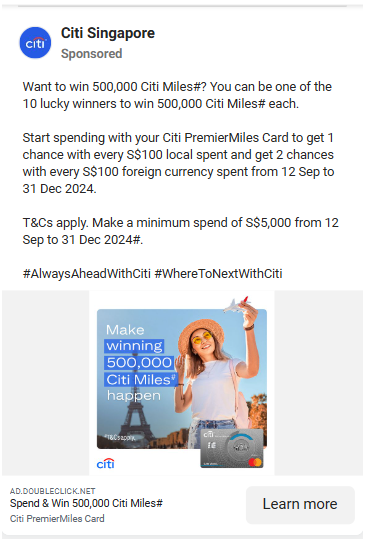 citi
Citi Singapore
Sponsored
Want to win 500,000 Citi Miles#? You can be one of the
10 lucky winners to win 500,000 Citi Miles# each.
Start spending with your Citi PremierMiles Card to get 1
chance with every S$100 local spent and get 2 chances
with every S$100 foreign currency spent from 12 Sep to
31 Dec 2024.
T&Cs apply. Make a minimum spend of S$5,000 from 12
Sep to 31 Dec 2024#.
#AlwaysAheadWithCiti #WhereToNextWithCiti
Make
winning
500,000
Citi Miles#
happen
#T&Cs apply.
citi
citi
AD.DOUBLECLICK.NET
Spend & Win 500,000 Citi Miles#
Citi PremierMiles Card
Learn more